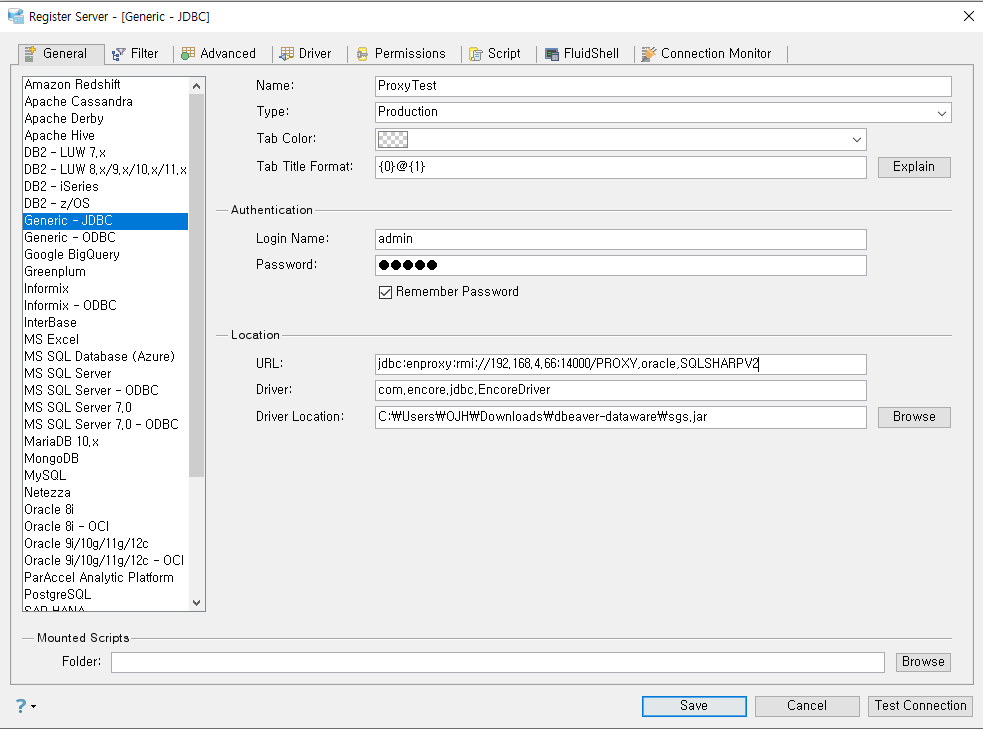 Register Server - [Generic - JDBC]
General Filter Advanced Driver Permissions Script FluidShell Connection Monitor
Amazon Redshift
Apache Cassandra
Apache Derby
Apache Hive
DB2 - LUW 7.x
DB2 - LUW 8.x/9.x/10.x/11.x
DB2 - iSeries
DB2 - z/OS
Generic - JDBC
Generic - ODBC
Google BigQuery
Greenplum
Informix
Informix - ODBC
InterBase
MS Excel
MS SQL Database (Azure)
MS SQL Server
MS SQL Server - ODBC
MS SQL Server 7.0
MS SQL Server 7.0 - ODBC
MariaDB 10.x
MongoDB
MySQL
Netezza
Oracle 8i
Oracle 8i - OCI
Oracle 9i/10g/11g/12c
Oracle 9i/10g/11g/12c - OCI
ParAccel Analytic Platform
PostgreSQL
SAP HANA
Name: ProxyTest
Type: Production
Tab Color:
Tab Title Format: {0}@{1} Explain
Authentication
Login Name: admin
Password: ●●●●●
Remember Password
Location
URL: jdbc:enproxy:rmi://192.168.4.66:14000/PROXY.oracle.SQLSHARPV2
Driver: com.encore.jdbc.EncoreDriver
Driver Location: C:₩Users₩OJH₩Downloads₩dbeaver-dataware₩sgs.jar Browse
Mounted Scripts
Folder: Browse
? Save Cancel Test Connection